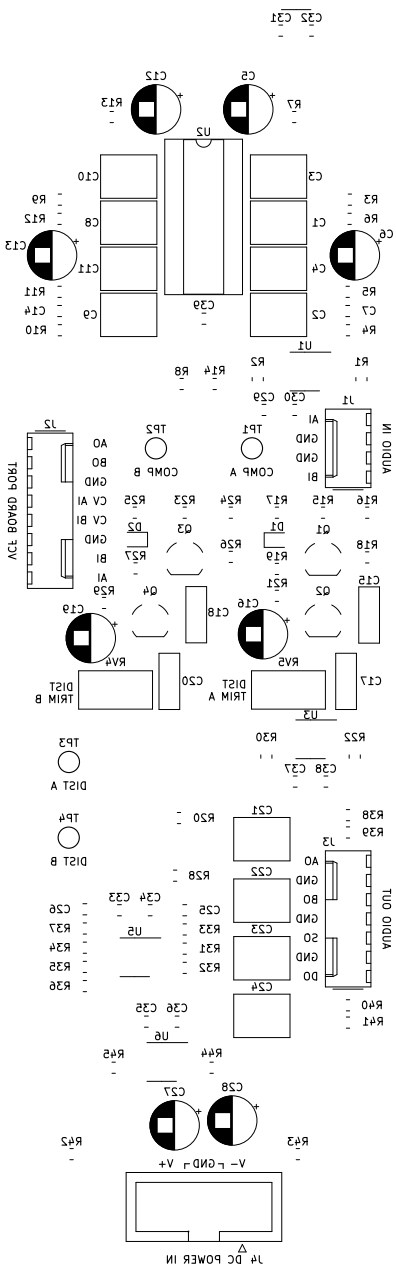 C31 C32
C12 C5
R13 R7
U2
C10 C3
R9 R3
R12 C8 C1 R6
C13 C6
C11 C4
R11 R5
C14 C39 C7
R10 C9 C2 R4
U1
R8 R14 R2 R1
C29 C30 J1
J2 TP2 TP1
AI
GND
GND
BI
AUDIO IN
COMP B COMP A
AO
BO
GND
CV AI
CV BI
GND
BI
AI
VCF BOARD PORT
R25 R23 R24 R17 R15 R16
D2 Q3 R26 D1 Q1 R18
R27 R19
R29 Q4 R21 Q2 C15
C19 C18 C16
RV4 RV5
DIST
TRIM B
C20
DIST
TRIM A
C17
U3
TP3 R30 R22
DIST A C37 C38
TP4 R20 C21 R38
DIST B R39
J3
R28 C22
AO
GND
BO
GND
SO
GND
DO
AUDIO OUT
C33 C34
C26 C25
R37 U5 R33 C23
R34 R31
R35 R32
R36 C24
C35 C36 R40
U6 R41
R45 R44
C27 C28
R42 R43
V+ GND V-
J4 DC POWER IN